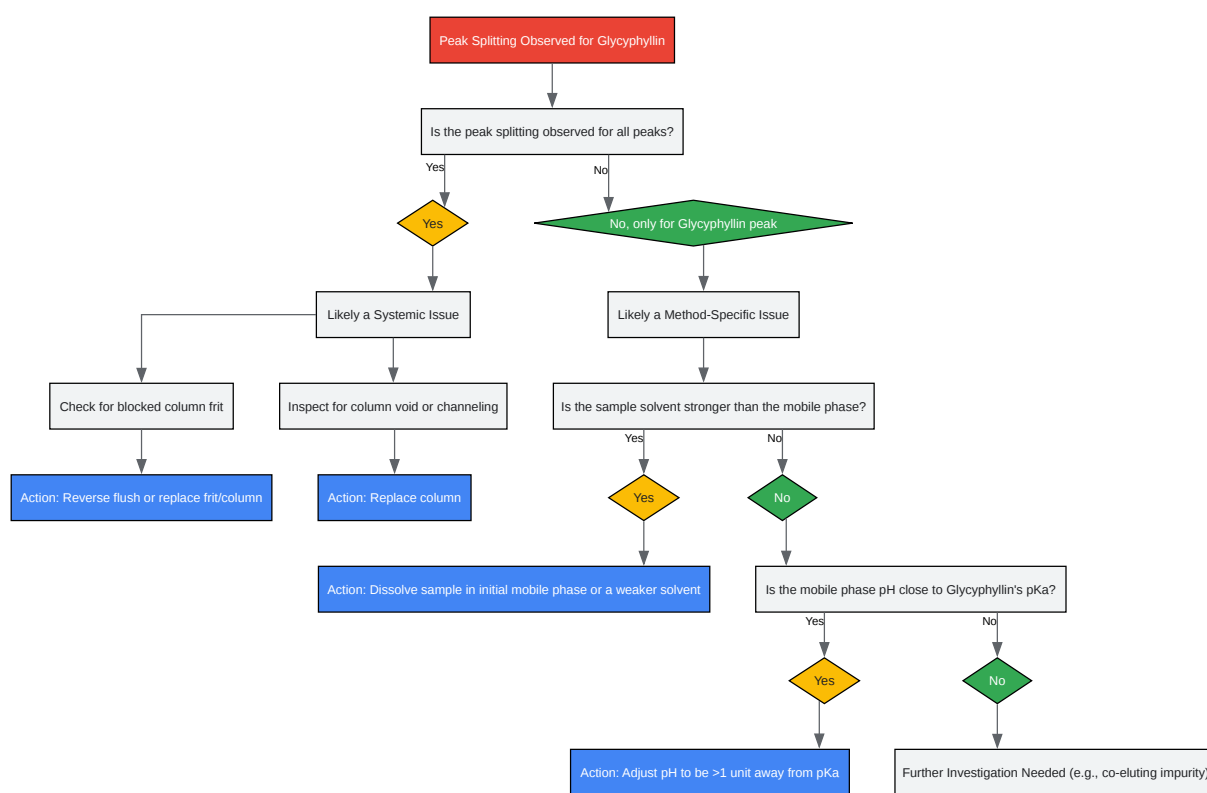 Peak Splitting Observed for Glycyphyllin
Is the peak splitting observed for all peaks?
Yes
No
Yes
No, only for Glycyphyllin peak
Likely a Systemic Issue
Likely a Method-Specific Issue
Check for blocked column frit
Inspect for column void or channeling
Is the sample solvent stronger than the mobile phase?
Yes
No
Action: Reverse flush or replace frit/column
Action: Replace column
Yes
No
Action: Dissolve sample in initial mobile phase or a weaker solvent
Is the mobile phase pH close to Glycyphyllin's pKa?
Yes
No
Yes
No
Action: Adjust pH to be >1 unit away from pKa
Further Investigation Needed (e.g., co-eluting impurity)